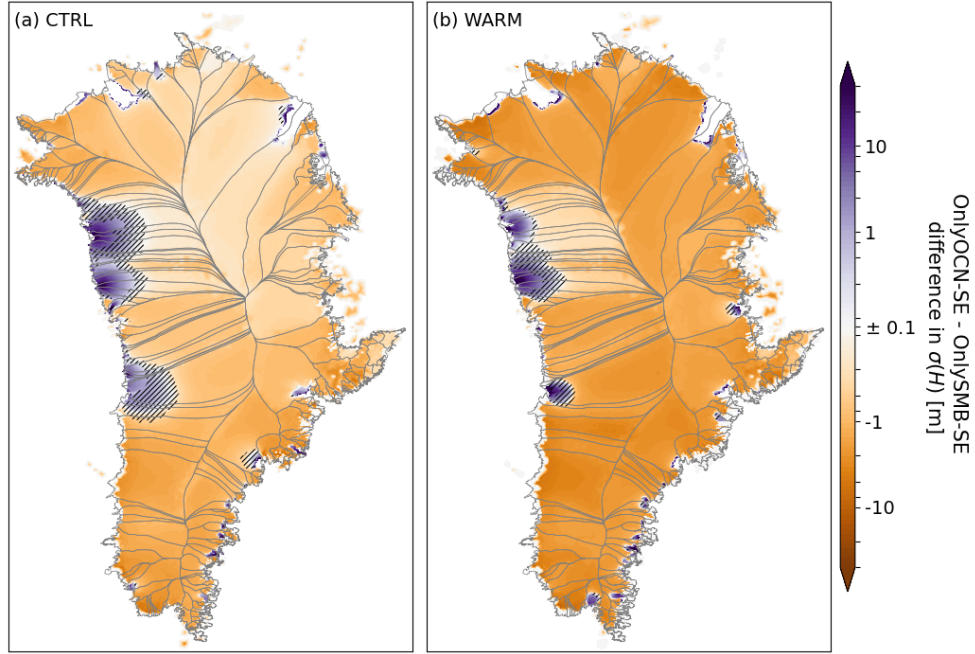 (a) CTRL
(b) WARM
10
1
± 0.1
-1
-10
OnlyOCN-SE - OnlySMB-SE
difference in σ(H) [m]